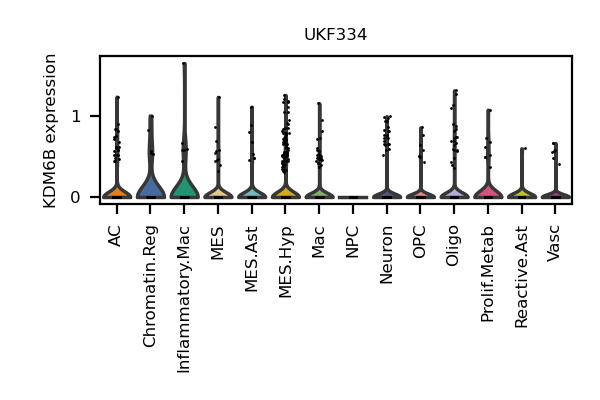 UKF334
KDM6B expression
1
0
AC
Chromatin.Reg
Inflammatory.Mac
MES
MES.Ast
MES.Hyp
Mac
NPC
Neuron
OPC
Oligo
Prolif.Metab
Reactive.Ast
Vasc